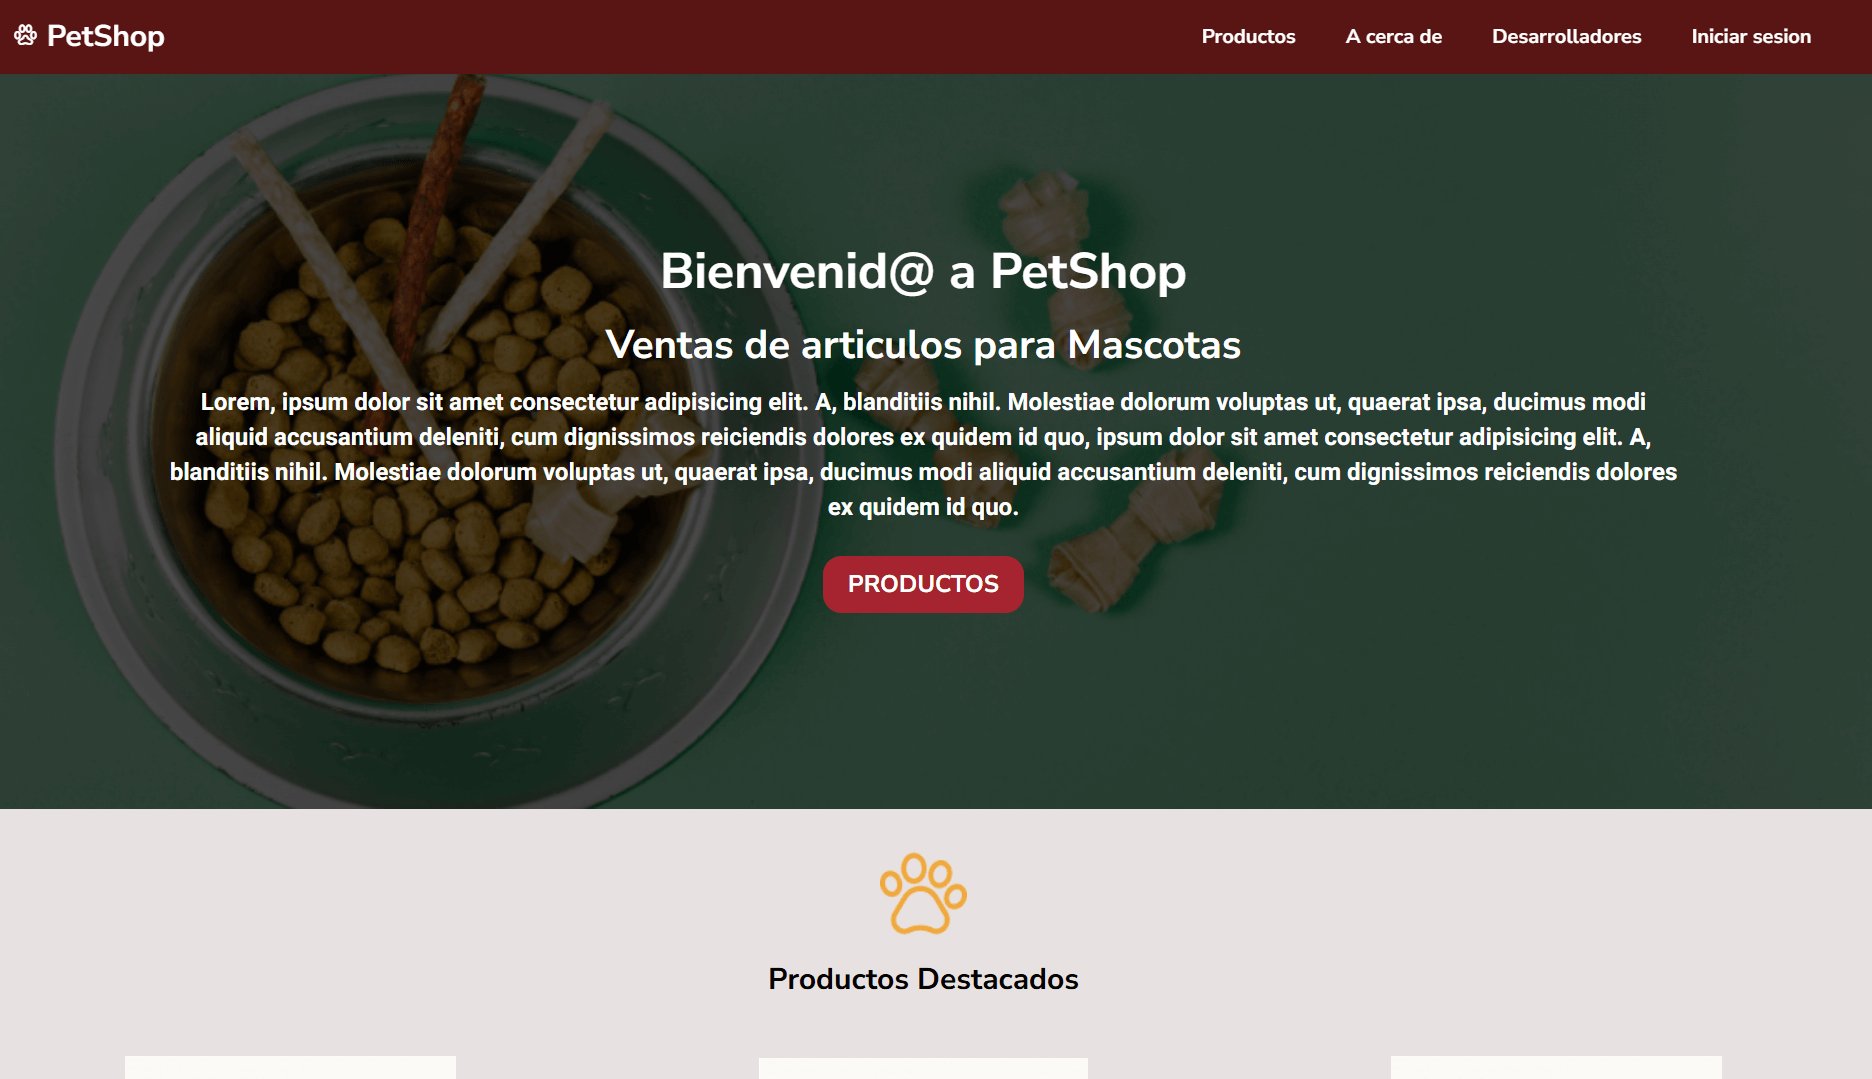 PetShop
Productos
A cerca de
Desarrolladores
Iniciar sesion
Bienvenid@ a PetShop
Ventas de articulos para Mascotas
Lorem, ipsum dolor sit amet consectetur adipisicing elit. A, blanditiis nihil. Molestiae dolorum voluptas ut, quaerat ipsa, ducimus modi
aliquid accusantium deleniti, cum dignissimos reiciendis dolores ex quidem id quo, ipsum dolor sit amet consectetur adipisicing elit. A,
blanditiis nihil. Molestiae dolorum voluptas ut, quaerat ipsa, ducimus modi aliquid accusantium deleniti, cum dignissimos reiciendis dolores
ex quidem id quo.
PRODUCTOS
Productos Destacados